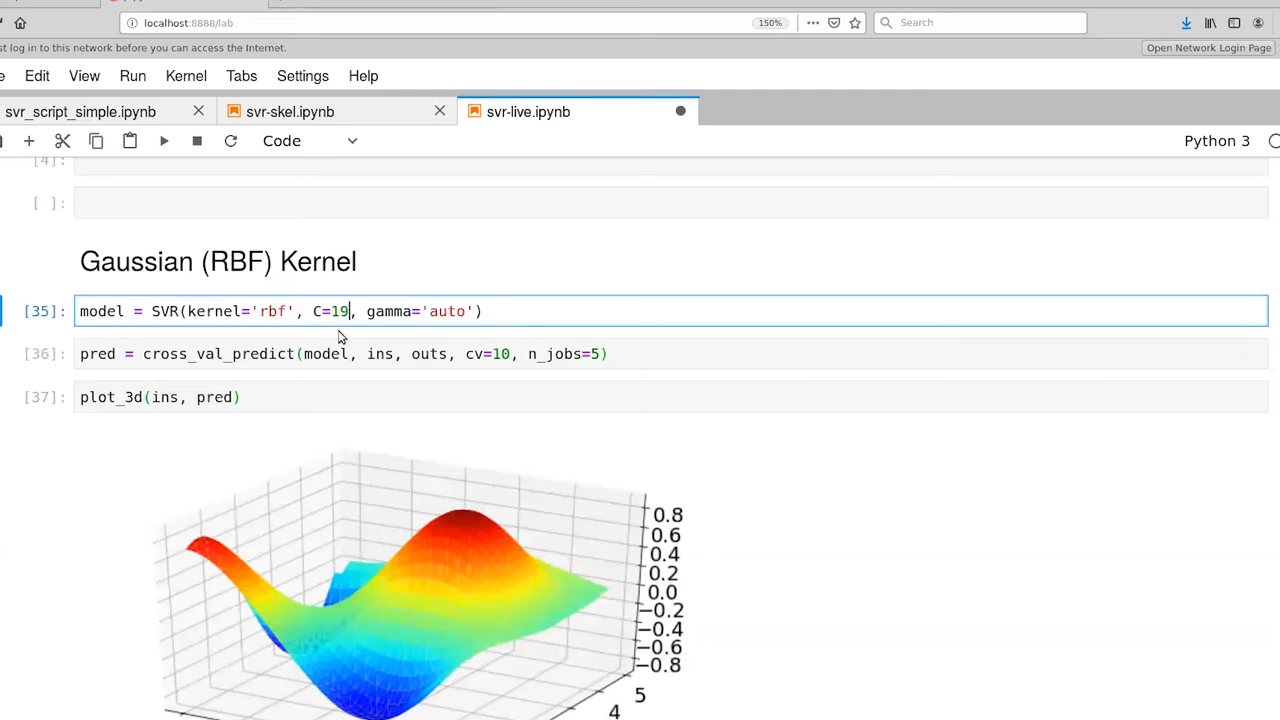 localhost:8888/lab
150%
Search
st log in to this network before you can access the Internet.
Open Network Login Page
Edit View Run Kernel Tabs Settings Help
svr_script_simple.ipynb
svr-skel.ipynb
svr-live.ipynb
Code
Python 3
[4]:
[ ]:
Gaussian (RBF) Kernel
[35]: model = SVR(kernel='rbf', C=19, gamma='auto')
[36]: pred = cross_val_predict(model, ins, outs, cv=10, n_jobs=5)
[37]: plot_3d(ins, pred)
0.8
0.6
0.4
0.2
0.0
−0.2
−0.4
−0.6
−0.8
5
4